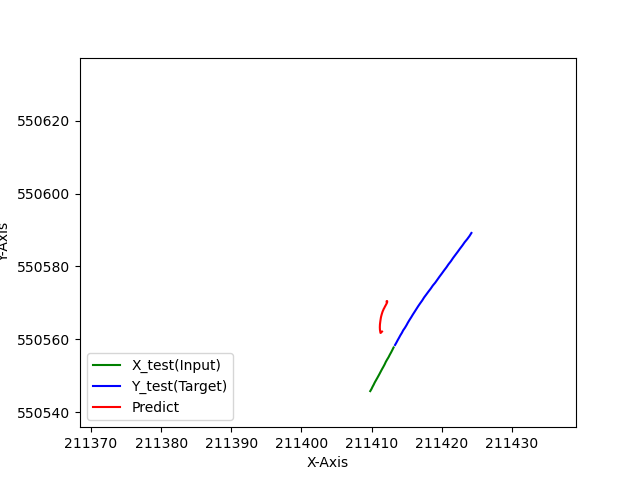 550620
550600
550580
550560
550540
Y-Axis
X_test(Input)
Y_test(Target)
Predict
211370 211380 211390 211400 211410 211420 211430
X-Axis